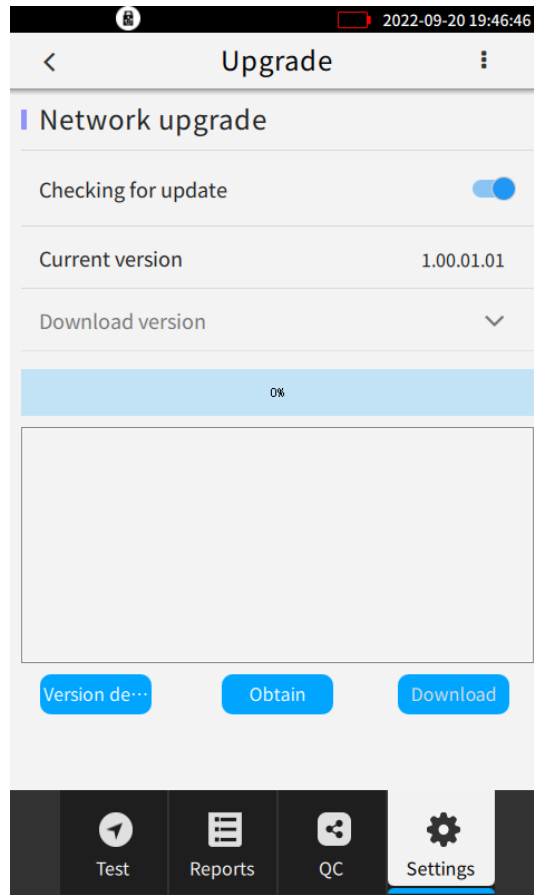 2022-09-20 19:46:46
Upgrade
Network upgrade
Checking for update
Current version 1.00.01.01
Download version
0%
Version de··· Obtain Download
Test Reports QC Settings